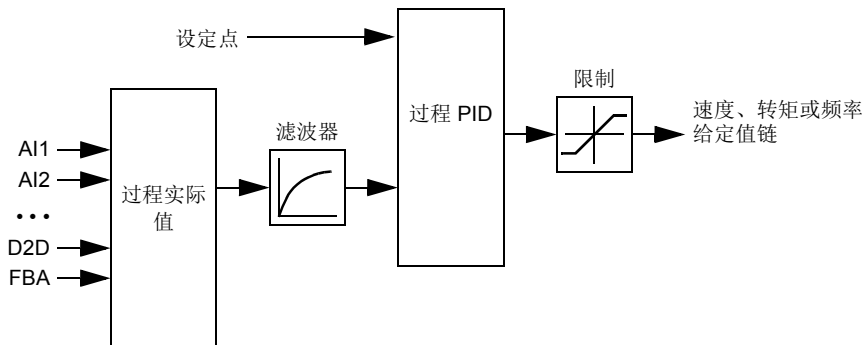 设定点
限制
过程 PID
速度、转矩或频率
给定值链
滤波器
AI1
AI2
•••
D2D
FBA
过程实际
值